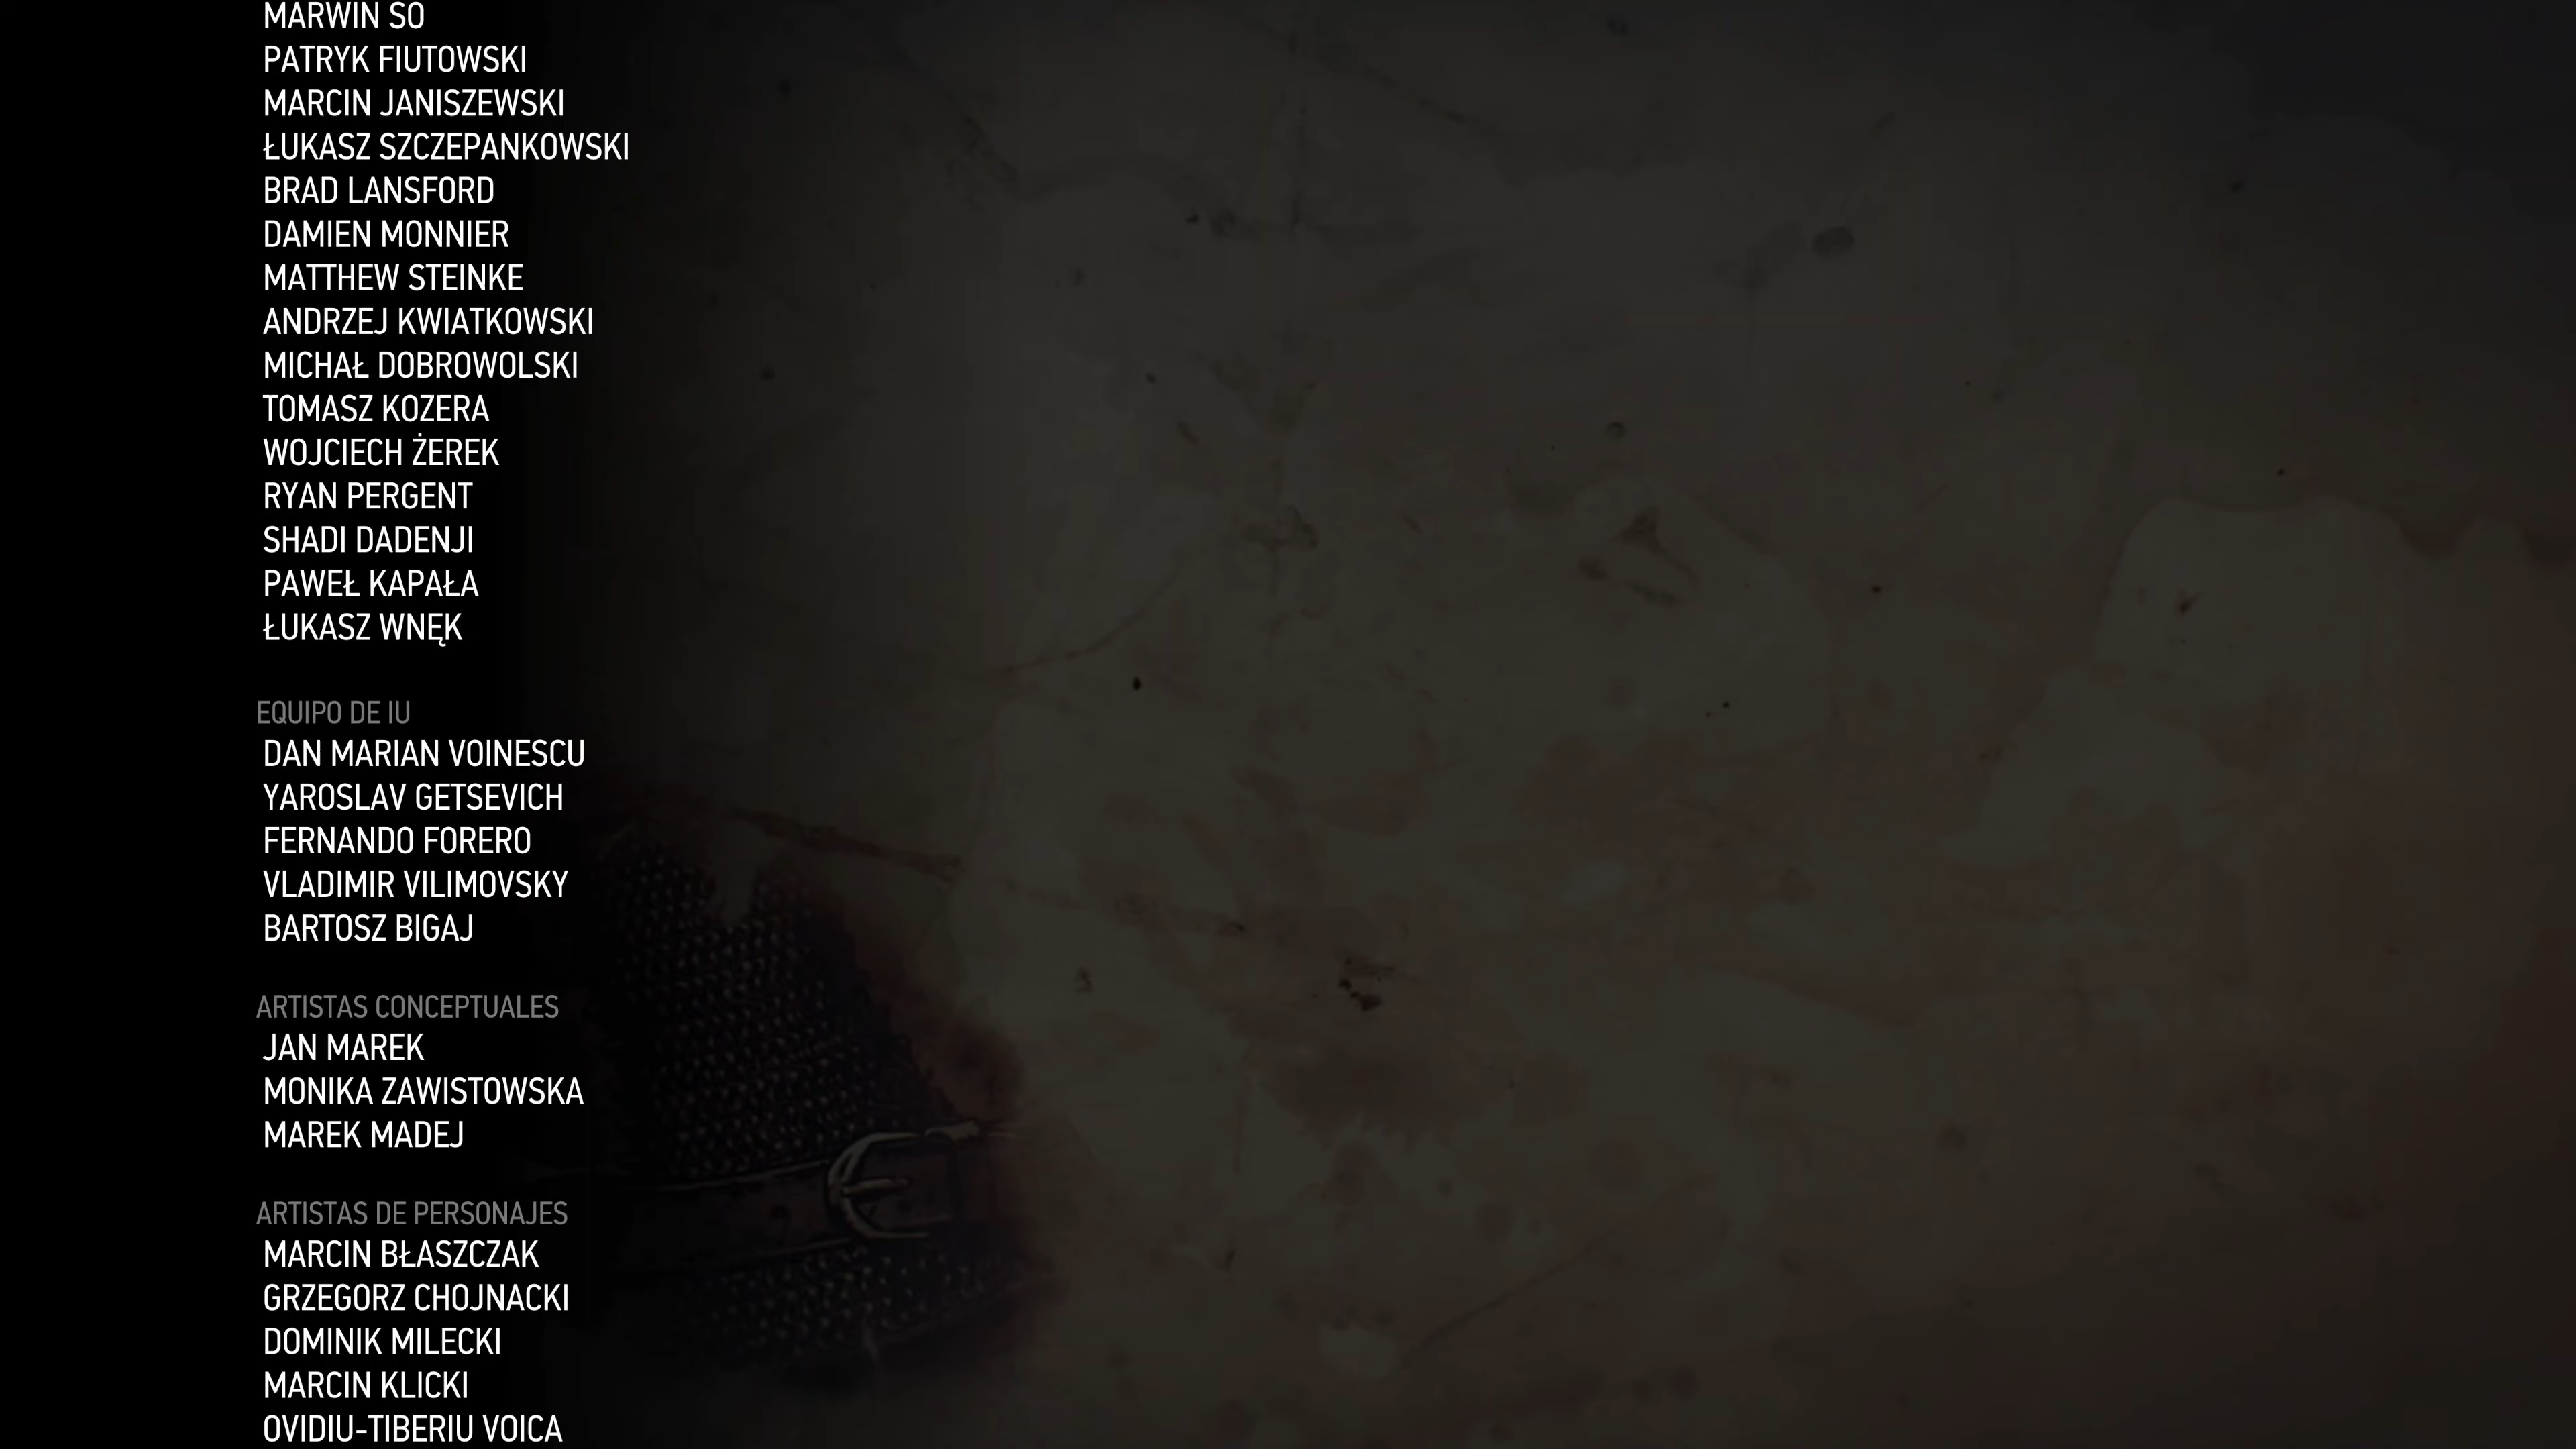 MARWIN SO
PATRYK FIUTOWSKI
MARCIN JANISZEWSKI
ŁUKASZ SZCZEPANKOWSKI
BRAD LANSFORD
DAMIEN MONNIER
MATTHEW STEINKE
ANDRZEJ KWIATKOWSKI
MICHAŁ DOBROWOLSKI
TOMASZ KOZERA
WOJCIECH ŻEREK
RYAN PERGENT
SHADI DADENJI
PAWEŁ KAPAŁA
ŁUKASZ WNĘK
EQUIPO DE IU
DAN MARIAN VOINESCU
YAROSLAV GETSEVICH
FERNANDO FORERO
VLADIMIR VILIMOVSKY
BARTOSZ BIGAJ
ARTISTAS CONCEPTUALES
JAN MAREK
MONIKA ZAWISTOWSKA
MAREK MADEJ
ARTISTAS DE PERSONAJES
MARCIN BŁASZCZAK
GRZEGORZ CHOJNACKI
DOMINIK MILECKI
MARCIN KLICKI
OVIDIU-TIBERIU VOICA